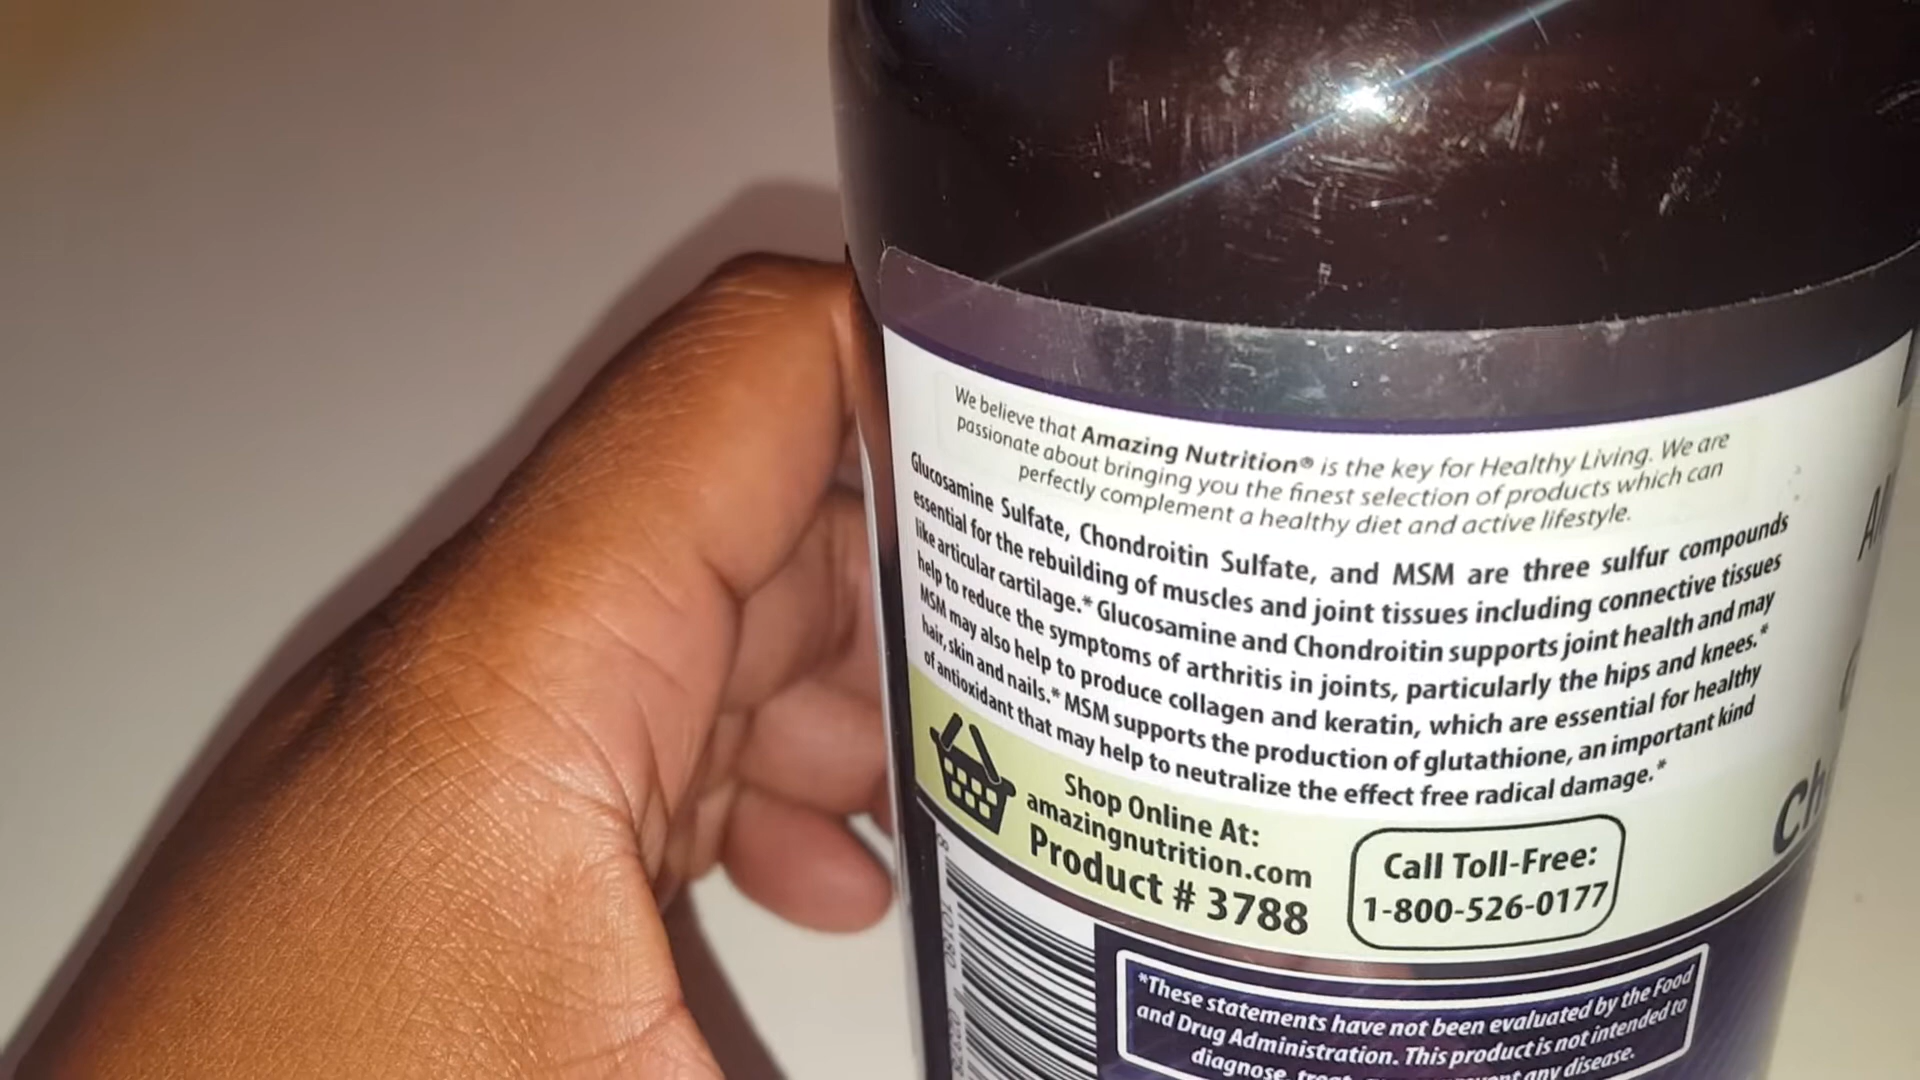 We believe that Amazing Nutrition® is the key for Healthy Living. We are
passionate about bringing you the finest selection of products which can
perfectly complement a healthy diet and active lifestyle.
Glucosamine Sulfate, Chondroitin Sulfate, and MSM are three sulfur compounds
essential for the rebuilding of muscles and joint tissues including connective tissues
like articular cartilage.* Glucosamine and Chondroitin supports joint health and may
help to reduce the symptoms of arthritis in joints, particularly the hips and knees.*
MSM may also help to produce collagen and keratin, which are essential for healthy
hair, skin and nails.* MSM supports the production of glutathione, an important kind
of antioxidant that may help to neutralize the effect free radical damage.*
Shop Online At:
amazingnutrition.com
Product # 3788
Call Toll-Free:
1-800-526-0177
*These statements have not been evaluated by the Food
and Drug Administration. This product is not intended to
diagnose, any disease.
Ch